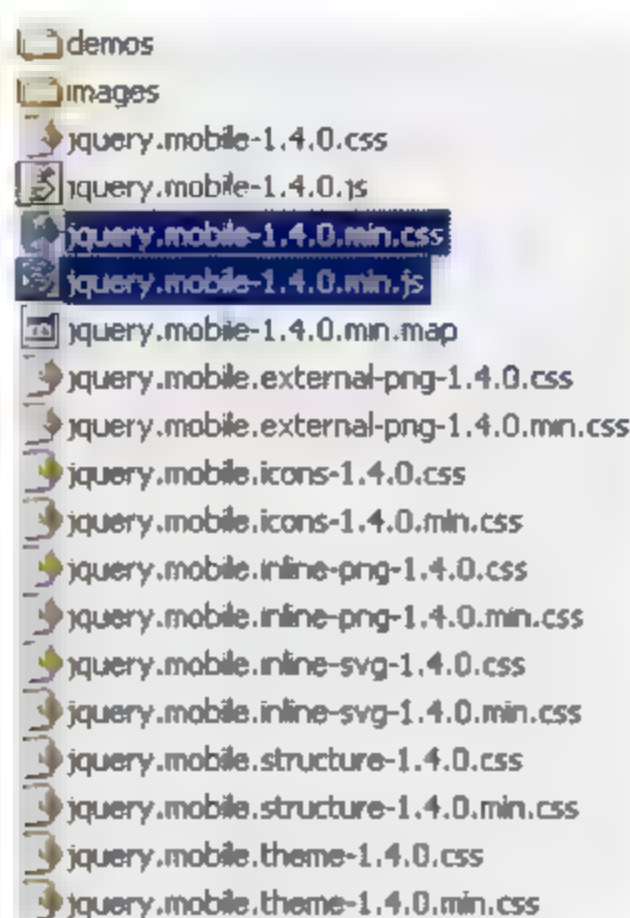 demos
images
jquery.mobile-1.4.0.css
jquery.mobile-1.4.0.js
jquery.mobile-1.4.0.min.css
jquery.mobile-1.4.0.min.js
jquery.mobile-1.4.0.min.map
jquery.mobile.external-png-1.4.0.css
jquery.mobile.external-png-1.4.0.min.css
jquery.mobile.icons-1.4.0.css
jquery.mobile.icons-1.4.0.min.css
jquery.mobile.inline-png-1.4.0.css
jquery.mobile.inline-png-1.4.0.min.css
jquery.mobile.inline-svg-1.4.0.css
jquery.mobile.inline-svg-1.4.0.min.css
jquery.mobile.structure-1.4.0.css
jquery.mobile.structure-1.4.0.min.css
jquery.mobile.theme-1.4.0.css
jquery.mobile.theme-1.4.0.min.css